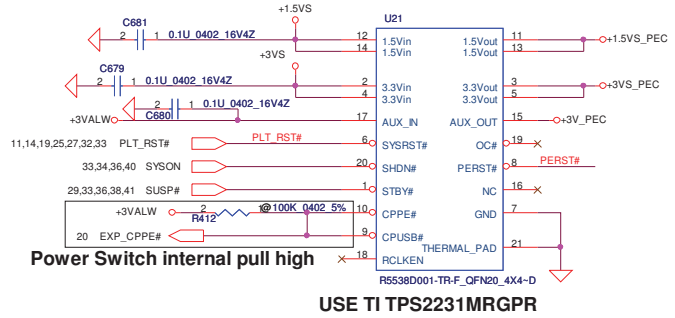 +1.5VS
U21
C681
2 1 0.1U_0402_16V4Z
12 1.5Vin 1.5Vout 11 +1.5VS_PEC
14 1.5Vin 1.5Vout 13
+3VS
C679
2 1 0.1U_0402_16V4Z
2 3.3Vin 3.3Vout 3 +3VS_PEC
4 3.3Vin 3.3Vout 5
2 1 0.1U_0402_16V4Z
+3VALW C680 17 AUX_IN AUX_OUT 15 +3V_PEC
11,14,19,25,27,32,33 PLT_RST# PLT_RST# 6 SYSRST# OC# 19
33,34,36,40 SYSON 20 SHDN# PERST# 8 PERST#
29,33,36,38,41 SUSP# 1 STBY# NC 16
+3VALW 2 1 @100K_0402_5% 10 CPPE# GND 7
R412
20 EXP_CPPE# 9 CPUSB#
THERMAL_PAD 21
Power Switch internal pull high 18 RCLKEN
R5538D001-TR-F_QFN20_4X4~D
USE TI TPS2231MRGPR